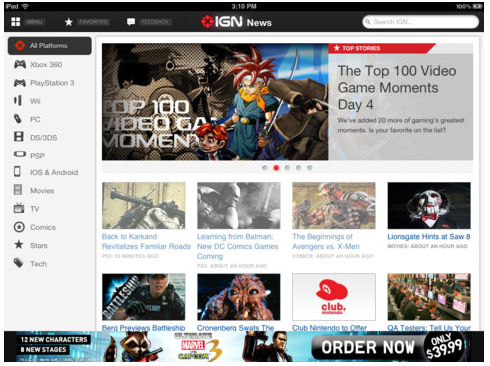 iPad
3:10 PM
100%
MENU
FAVORITES
FEEDBACK
IGN News
Search IGN...
All Platforms
Xbox 360
PlayStation 3
Wii
PC
DS/3DS
PSP
IOS & Android
Movies
TV
Comics
Stars
Tech
TOP 100
VIDEO GA
MOMENT
TOP STORIES
The Top 100 Video
Game Moments
Day 4
We've added 20 more of gaming's greatest
moments. Is your favorite on the list?
Back to Karkand
Revitalizes Familiar Roads
PS3: 10 MINUTES AGO
Learning from Batman:
New DC Comics Games
Coming
PS3: ABOUT AN HOUR AGO
The Beginnings of
Avengers vs. X-Men
COMICS: ABOUT AN HOUR AGO
Lionsgate Hints at Saw 8
MOVIES: ABOUT AN HOUR AGO
BATTLESHIP
Berg Previews Battleship
Cronenberg Swats The
club,
nintendo
Club Nintendo to Offer
QA Testers: Tell Us Your
12 NEW CHARACTERS
8 NEW STAGES
ULTIMATE
MARVEL
VS
CAPCOM 3
ORDER NOW
ONLY
$39.99